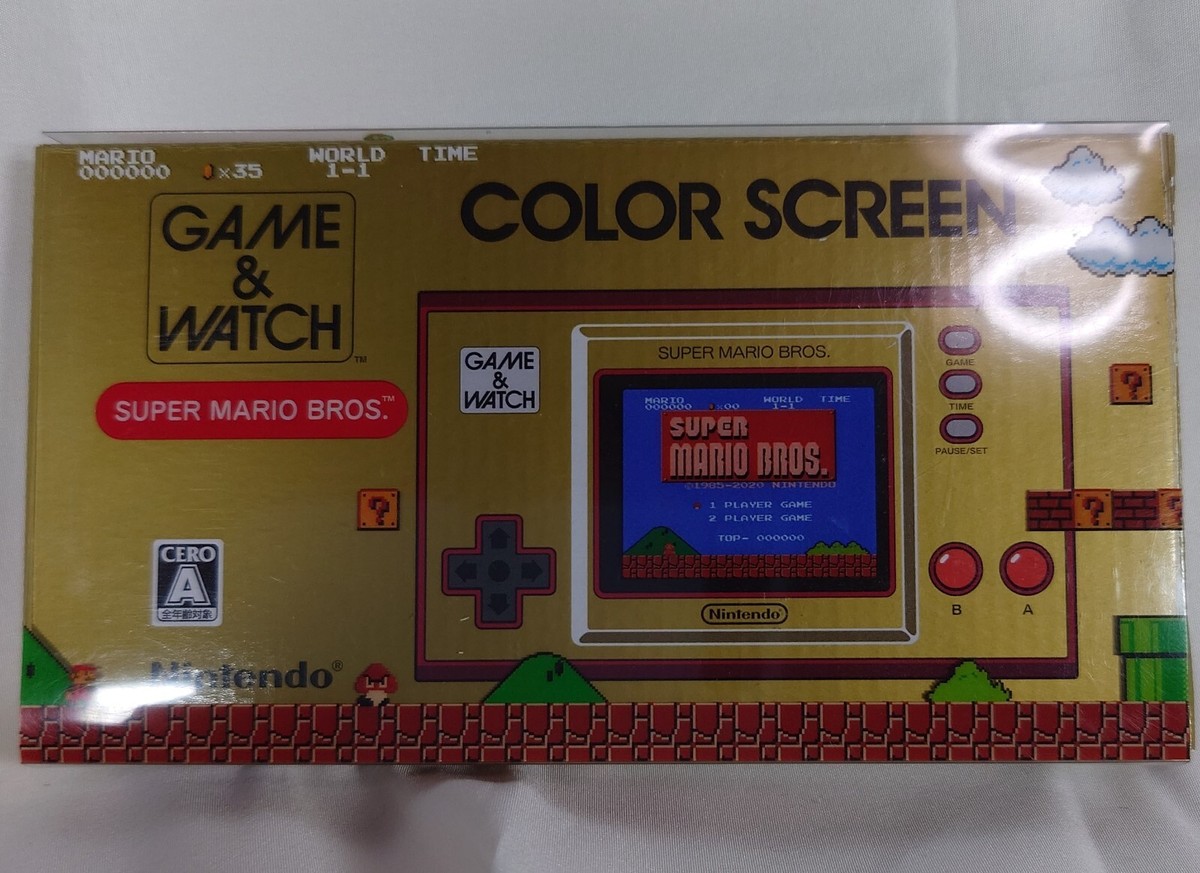 MARIO WORLD TIME
000000 ×35 1-1
GAME
&
WATCH™
COLOR SCREEN
SUPER MARIO BROS.™
GAME
&
WATCH
SUPER MARIO BROS.
MARIO WORLD TIME
000000 ×00 1-1
SUPER
MARIO BROS.
©1985-2020 NINTENDO
1 PLAYER GAME
2 PLAYER GAME
TOP- 000000
Nintendo®
GAME
TIME
PAUSE/SET
?
?
?
?
B A
CERO
A
全年齢対象
Nintendo®